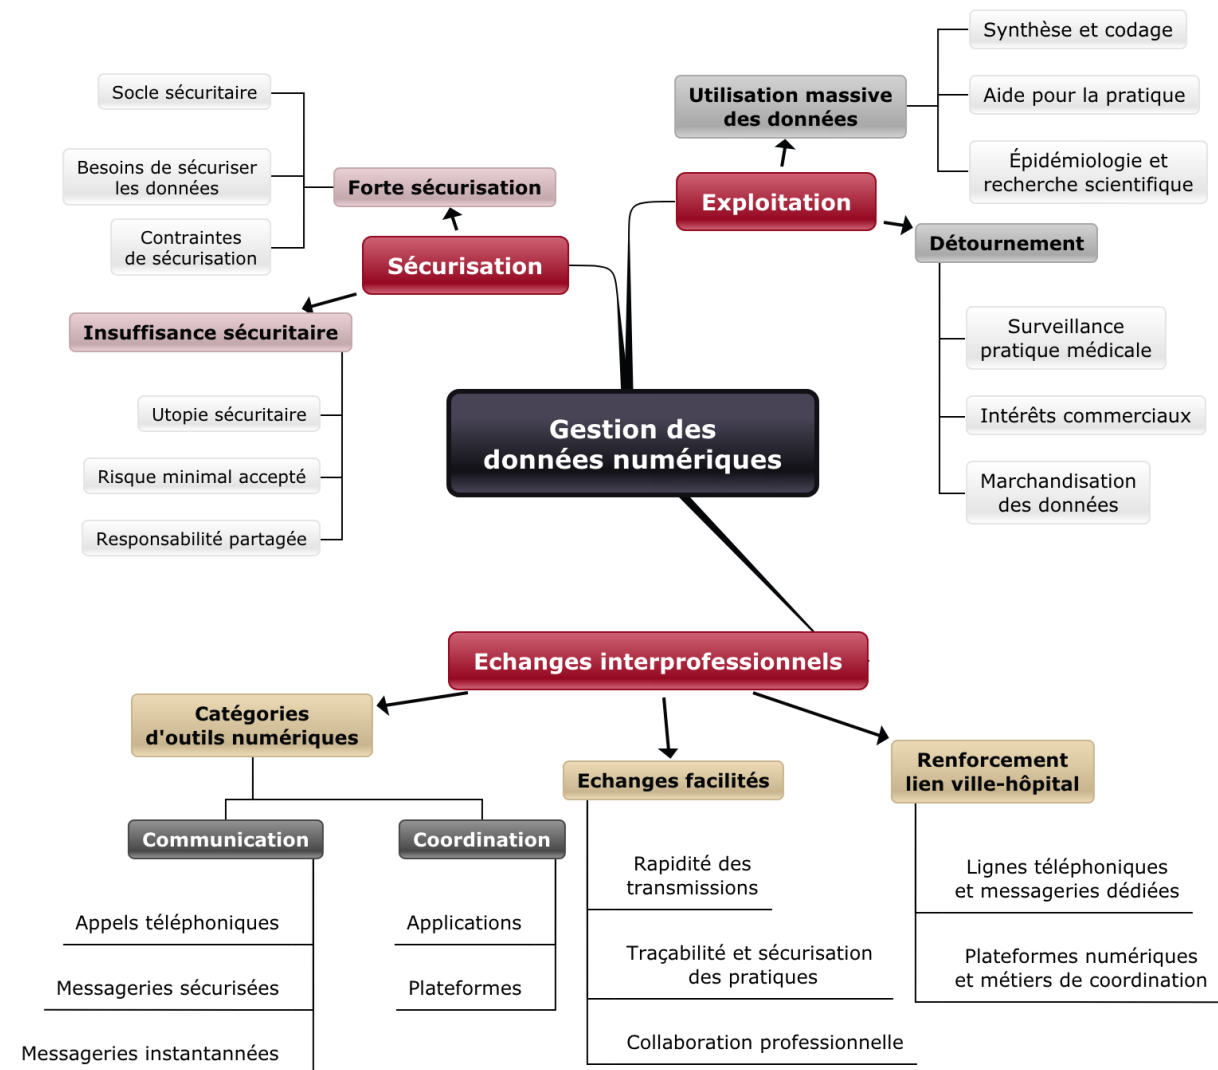 Synthèse et codage
Utilisation massive
des données
Aide pour la pratique
Épidémiologie et
recherche scientifique
Exploitation
Détournement
Surveillance
pratique médicale
Intérêts commerciaux
Marchandisation
des données
Socle sécuritaire
Besoins de sécuriser
les données
Contraintes
de sécurisation
Forte sécurisation
Sécurisation
Insuffisance sécuritaire
Utopie sécuritaire
Risque minimal accepté
Responsabilité partagée
Gestion des
données numériques
Echanges interprofessionnels
Catégories
d'outils numériques
Communication
Appels téléphoniques
Messageries sécurisées
Messageries instantannées
Coordination
Applications
Plateformes
Echanges facilités
Rapidité des
transmissions
Traçabilité et sécurisation
des pratiques
Collaboration professionnelle
Renforcement
lien ville-hôpital
Lignes téléphoniques
et messageries dédiées
Plateformes numériques
et métiers de coordination